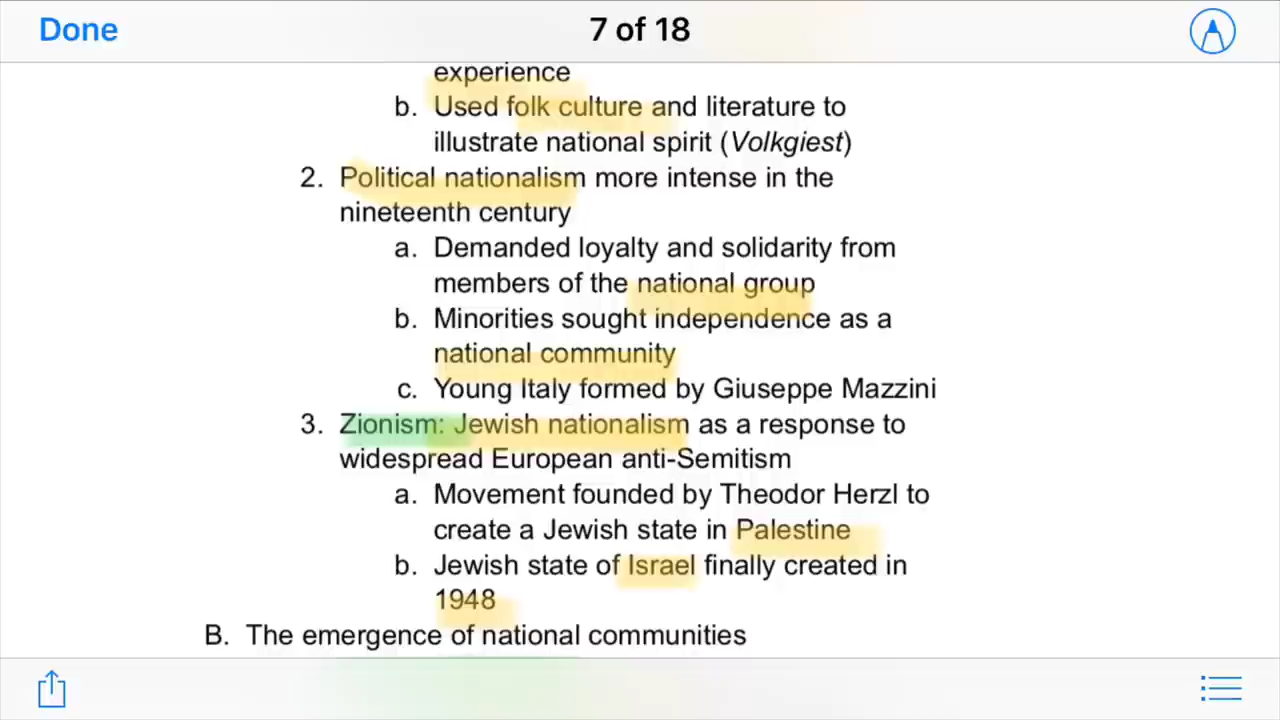 Done
7 of 18
experience
b. Used folk culture and literature to
illustrate national spirit (Volkgiest)
2. Political nationalism more intense in the
nineteenth century
a. Demanded loyalty and solidarity from
members of the national group
b. Minorities sought independence as a
national community
c. Young Italy formed by Giuseppe Mazzini
3. Zionism: Jewish nationalism as a response to
widespread European anti-Semitism
a. Movement founded by Theodor Herzl to
create a Jewish state in Palestine
b. Jewish state of Israel finally created in
1948
B. The emergence of national communities